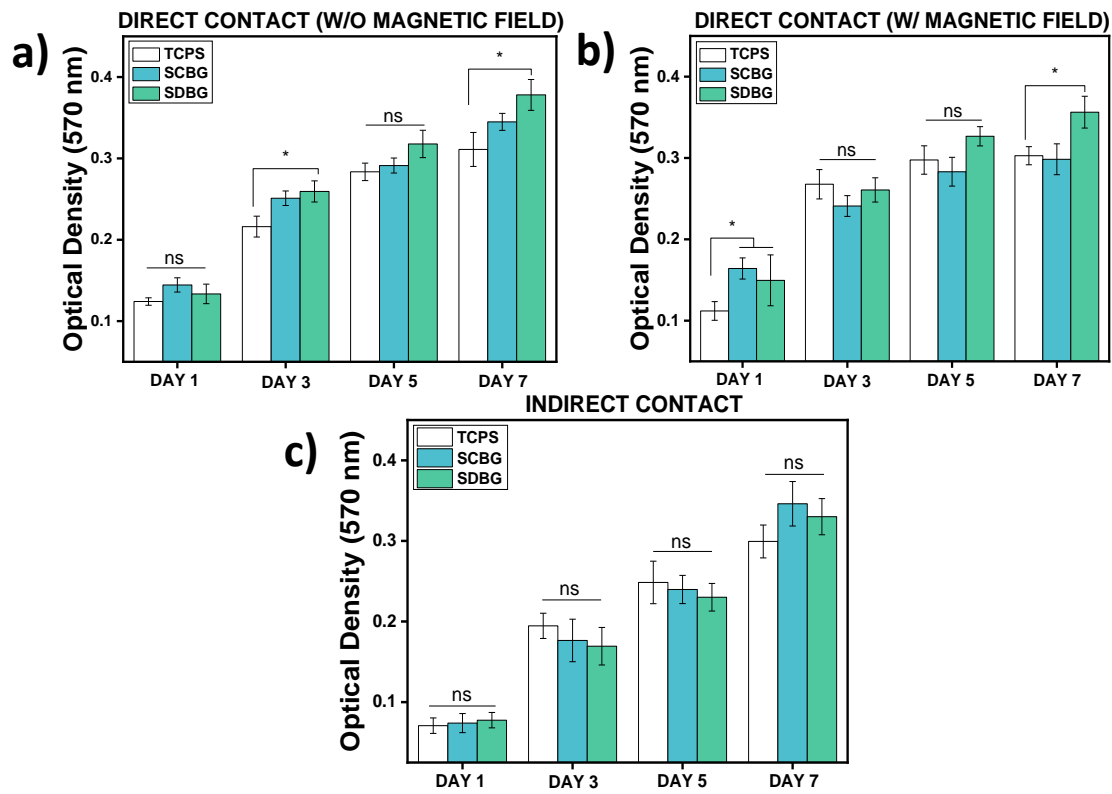 DIRECT CONTACT (W/O MAGNETIC FIELD)
a)
TCPS
SCBG
SDBG
Optical Density (570 nm)
0.4
0.3
0.2
0.1
ns
*
ns
*
DAY 1
DAY 3
DAY 5
DAY 7
DIRECT CONTACT (W/ MAGNETIC FIELD)
b)
TCPS
SCBG
SDBG
Optical Density (570 nm)
0.4
0.3
0.2
0.1
*
ns
ns
*
DAY 1
DAY 3
DAY 5
DAY 7
INDIRECT CONTACT
c)
TCPS
SCBG
SDBG
Optical Density (570 nm)
0.4
0.3
0.2
0.1
ns
ns
ns
ns
DAY 1
DAY 3
DAY 5
DAY 7